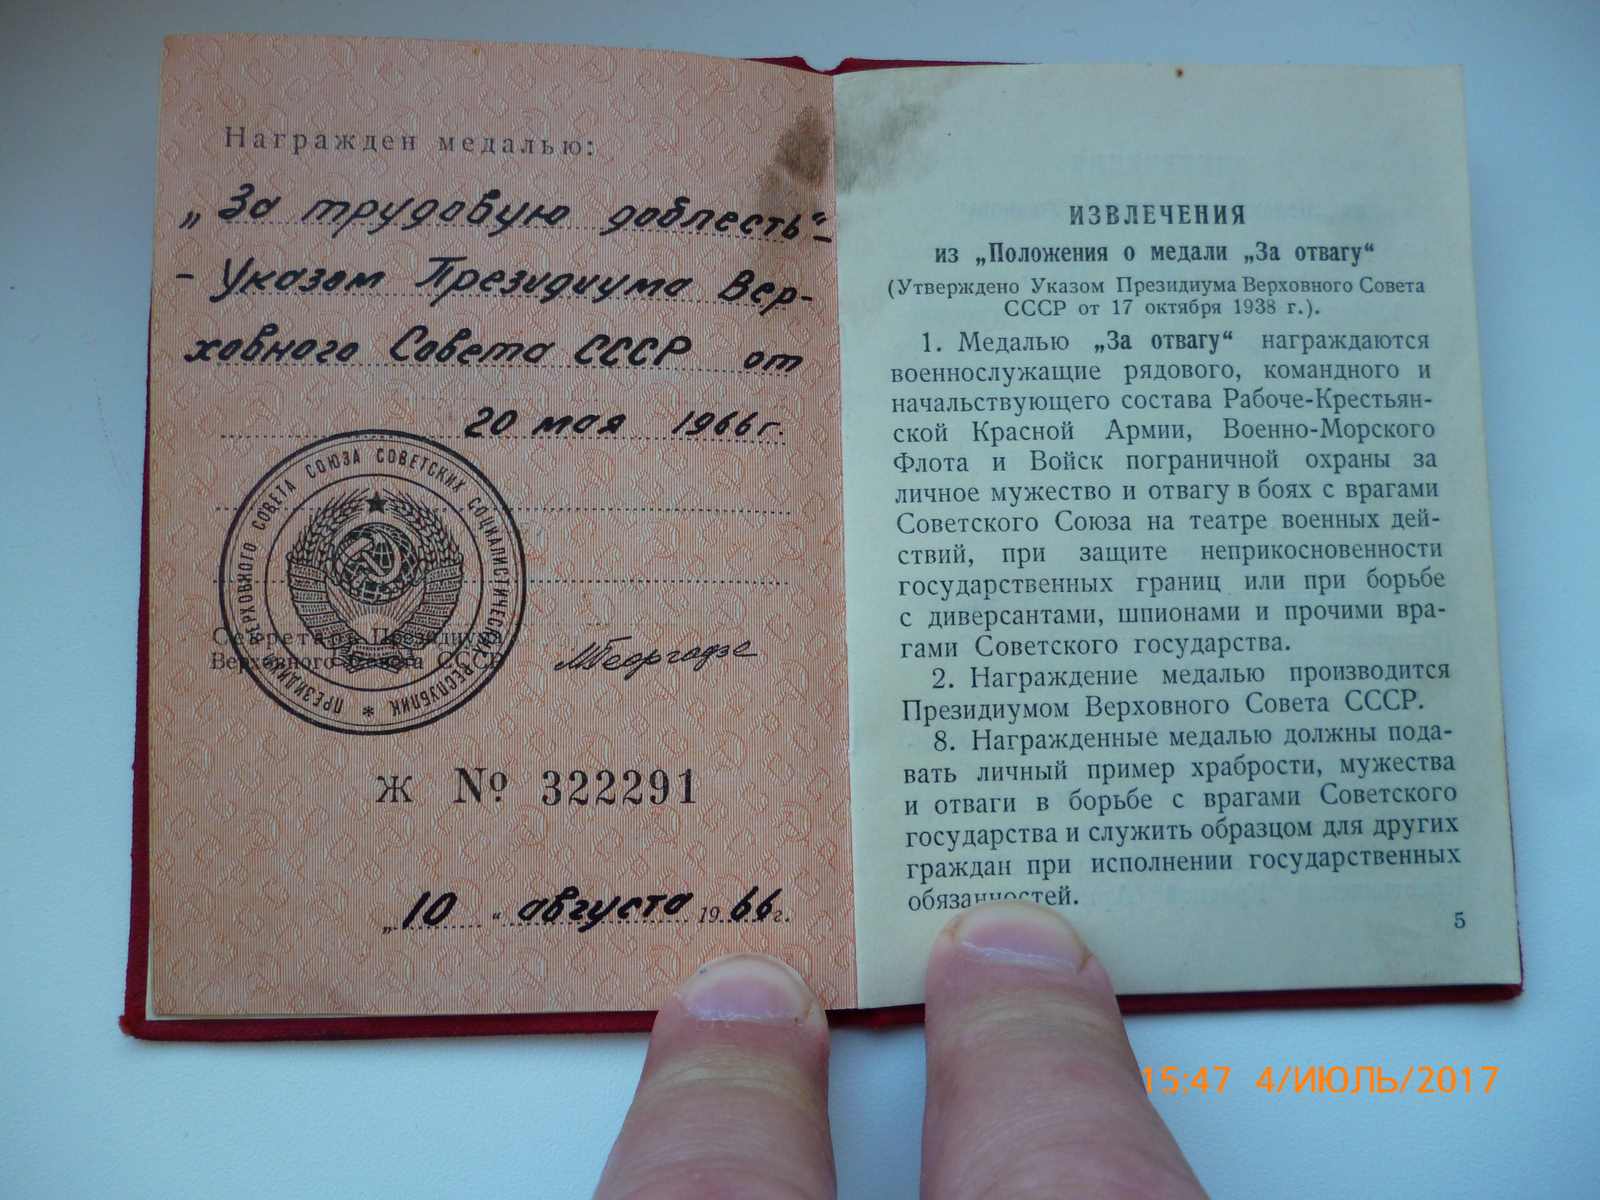 Награжден медалью:
„За трудовую доблесть“ –
– Указом Президиума Вер-
ховного Совета СССР от
20 мая 1966 г.
ПРЕЗИДИУМ ВЕРХОВНОГО СОВЕТА СОЮЗА СОВЕТСКИХ СОЦИАЛИСТИЧЕСКИХ РЕСПУБЛИК *
Секретарь Президиума
Верховного Совета СССР
МГеоргадзе
Ж № 322291
„10“ августа 1966 г.
ИЗВЛЕЧЕНИЯ
из „Положения о медали „За отвагу“
(Утверждено Указом Президиума Верховного Совета
СССР от 17 октября 1938 г.).
1. Медалью „За отвагу“ награждаются
военнослужащие рядового, командного и
начальствующего состава Рабоче-Крестьян-
ской Красной Армии, Военно-Морского
Флота и Войск пограничной охраны за
личное мужество и отвагу в боях с врагами
Советского Союза на театре военных дей-
ствий, при защите неприкосновенности
государственных границ или при борьбе
с диверсантами, шпионами и прочими вра-
гами Советского государства.
2. Награждение медалью производится
Президиумом Верховного Совета СССР.
8. Награжденные медалью должны пода-
вать личный пример храбрости, мужества
и отваги в борьбе с врагами Советского
государства и служить образцом для других
граждан при исполнении государственных
обязанностей.
5
15:47 4/ИЮЛЬ/2017